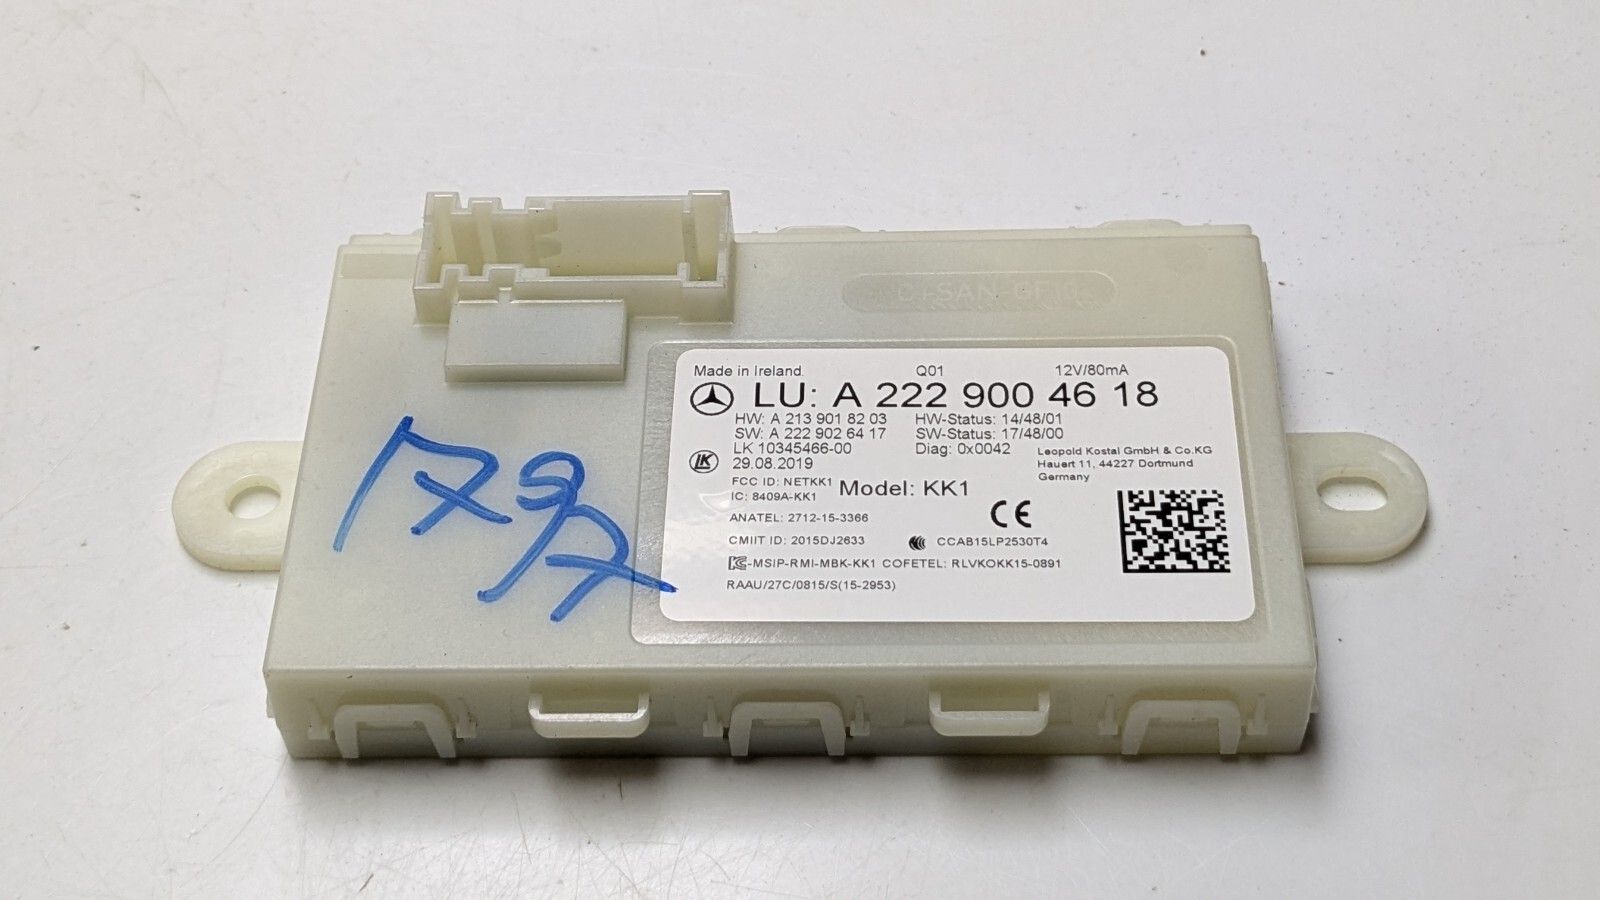 Made in Ireland. Q01 12V/80mA
LU: A 222 900 46 18
HW: A 213 901 82 03 HW-Status: 14/48/01
SW: A 222 902 64 17 SW-Status: 17/48/00
LK 10345466-00 Diag: 0x0042
LK 29.08.2019
Leopold Kostal GmbH & Co.KG
Hauert 11, 44227 Dortmund
Germany
FCC ID: NETKK1
IC: 8409A-KK1
Model: KK1
ANATEL: 2712-15-3366
CE
CMIIT ID: 2015DJ2633 CCAB15LP2530T4
-MSIP-RMI-MBK-KK1 COFETEL: RLVKOKK15-0891
RAAU/27C/0815/S(15-2953)
1797